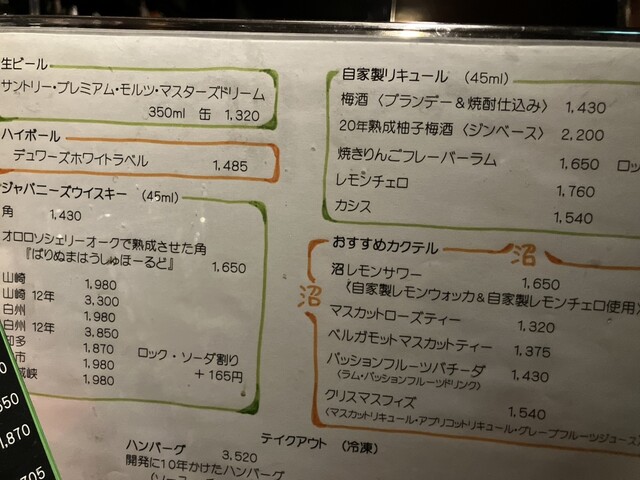 生ビール
サントリー・プレミアム・モルツ・マスターズドリーム
350ml 缶 1,320
ハイボール
デュワーズホワイトラベル 1,485
ジャパニーズウイスキー (45ml)
角 1,430
オロロソシェリーオークで熟成させた角
『ばりぬまはうしゅほーるど』 1,650
山崎 1,980
山崎 12年 3,300
白州 1,980
白州 12年 3,850
知多 1,870
市 1,980
峡 1,980
ロック・ソーダ割り
+165円
自家製リキュール (45ml)
梅酒〈ブランデー&焼酎仕込み〉 1,430
20年熟成柚子梅酒〈ジンベース〉 2,200
焼きりんごフレーバーラム 1,650 ロッ
レモンチェロ 1,760
カシス 1,540
おすすめカクテル 沼
沼
沼レモンサワー 1,650
〈自家製レモンウォッカ&自家製レモンチェロ使用〉
マスカットローズティー 1,320
ベルガモットマスカットティー 1,375
パッションフルーツバチーダ 1,430
〈ラム・パッションフルーツドリンク〉
クリスマスフィズ 1,540
〈マスカットリキュール・アプリコットリキュール・グレープフルーツジュース〉
テイクアウト (冷凍)
ハンバーグ 3,520
開発に10年かけたハンバーグ
0
550
1,870
705